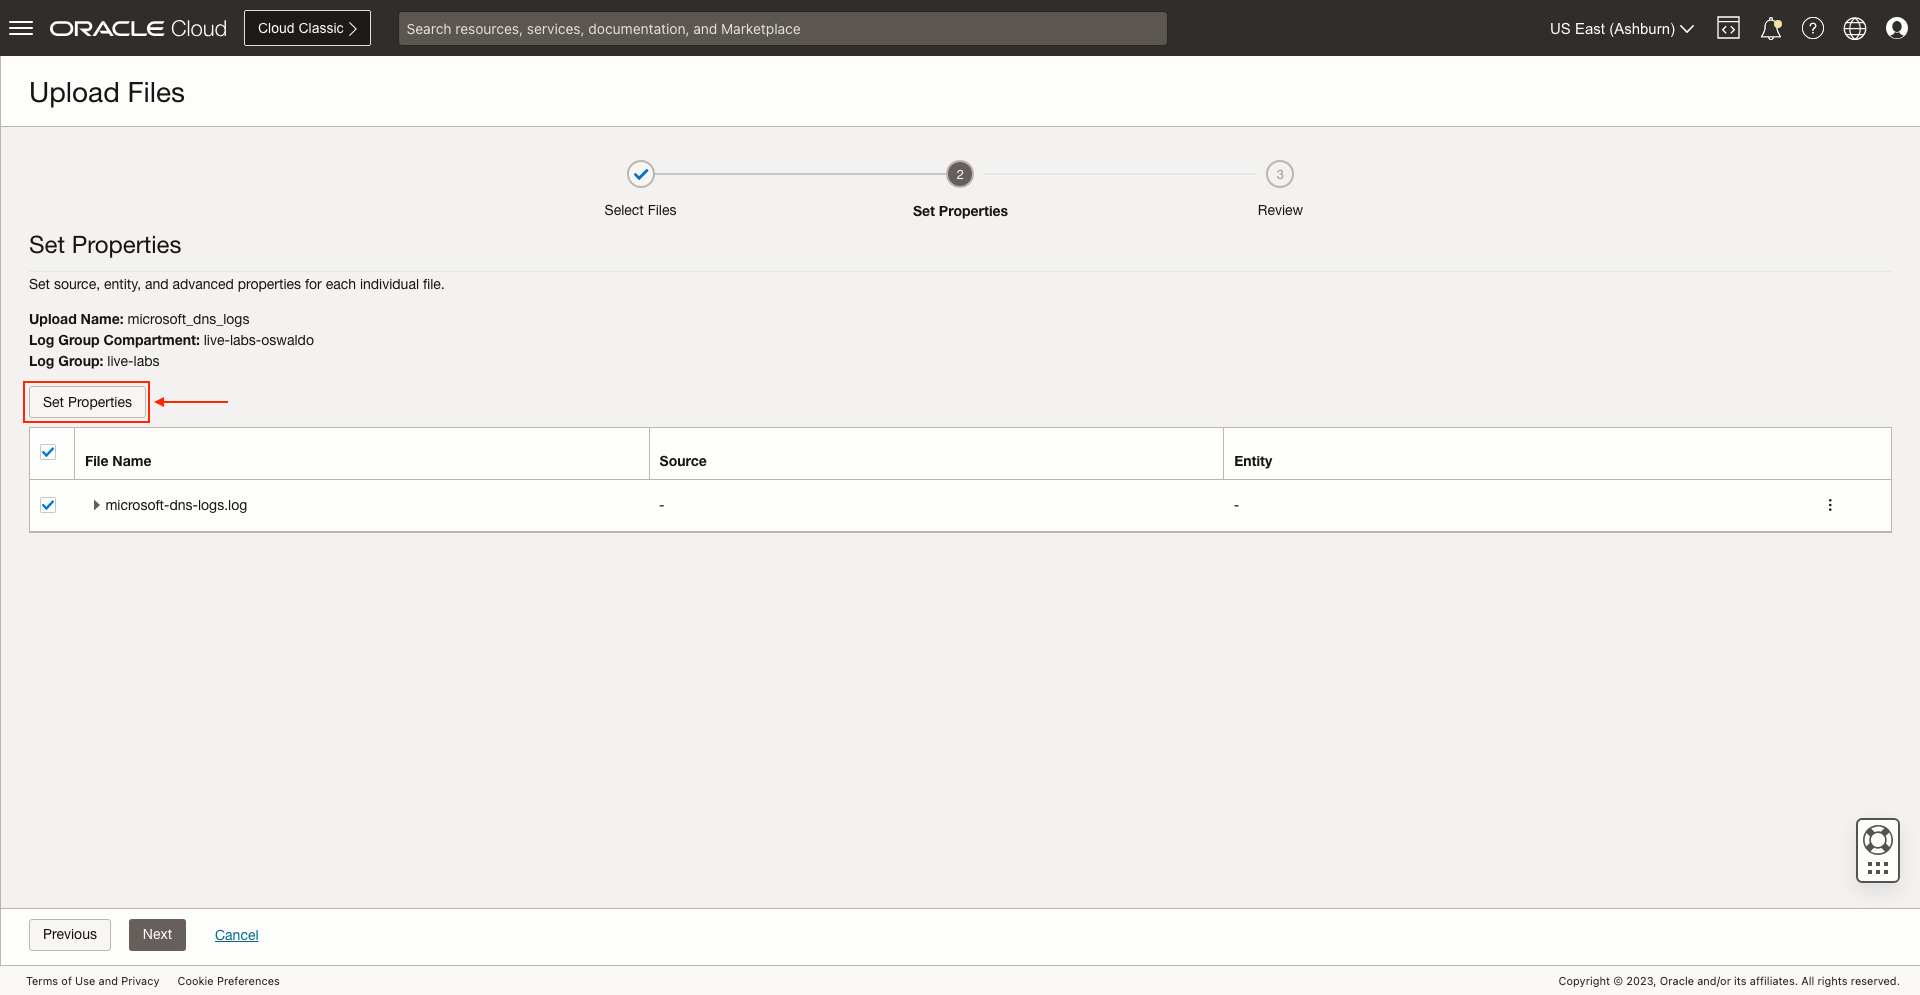 ORACLE Cloud
Cloud Classic
Search resources, services, documentation, and Marketplace
US East (Ashburn)
Upload Files
2
3
Select Files
Set Properties
Review
Set Properties
Set source, entity, and advanced properties for each individual file.
Upload Name: microsoft_dns_logs
Log Group Compartment: live-labs-oswaldo
Log Group: live-labs
Set Properties
File Name Source Entity
microsoft-dns-logs.log - -
Previous Next Cancel
Terms of Use and Privacy Cookie Preferences
Copyright © 2023, Oracle and/or its affiliates. All rights reserved.